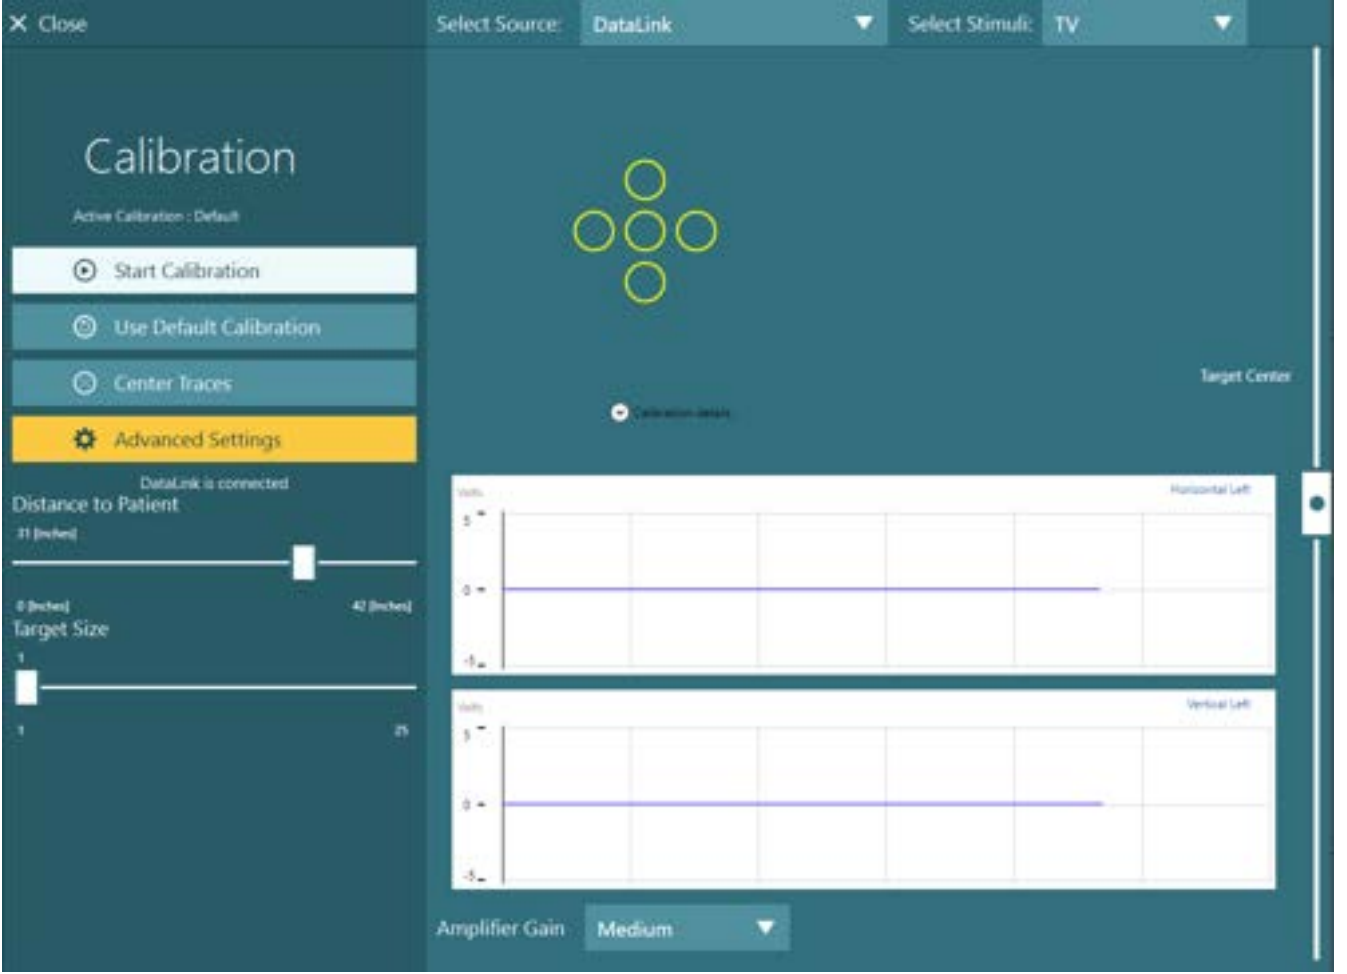 Close
Select Source: DataLink Select Stimuli: TV
Calibration
Active Calibration : Default
Start Calibration
Use Default Calibration
Center Traces
Advanced Settings
DataLink is connected
Distance to Patient
31 [Inches]
0 [Inches] 42 [Inches]
Target Size
1
1 25
Target Center
Calibration details
Volts Horizontal Left
5
0
-5
Volts Vertical Left
5
0
-5
Amplifier Gain Medium